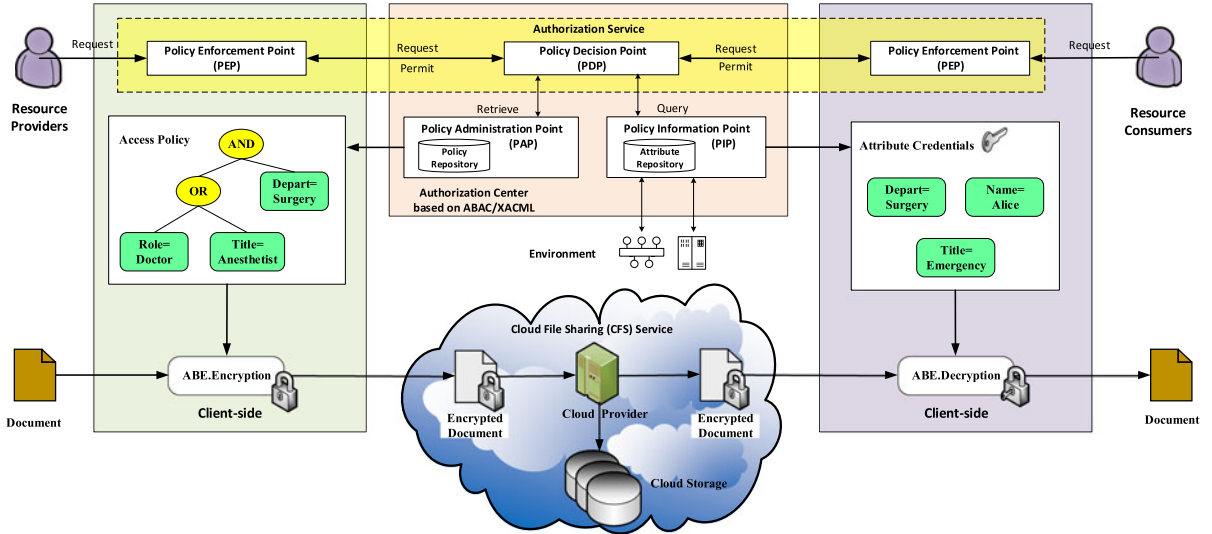 Authorization Service
Request
Policy Enforcement Point
(PEP)
Request
Permit
Policy Decision Point
(PDP)
Request
Permit
Policy Enforcement Point
(PEP)
Request
Resource
Providers
Resource
Consumers
Retrieve
Query
Access Policy
AND
OR
Depart=
Surgery
Role=
Doctor
Title=
Anesthetist
Policy Administration Point
(PAP)
Policy
Repository
Policy Information Point
(PIP)
Attribute
Repository
Authorization Center
based on ABAC/XACML
Environment
Attribute Credentials
Depart=
Surgery
Name=
Alice
Title=
Emergency
Cloud File Sharing (CFS) Service
Document
ABE.Encryption
Client-side
Encrypted
Document
Cloud Provider
Encrypted
Document
Cloud Storage
ABE.Decryption
Client-side
Document